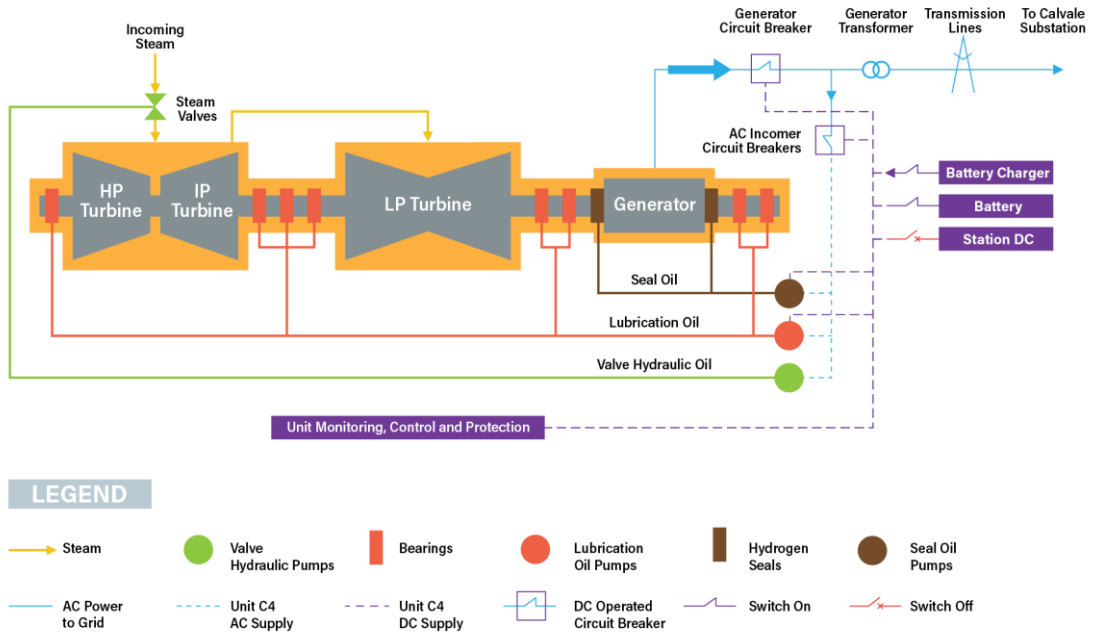 Incoming
Steam
Steam
Valves
HP
Turbine
IP
Turbine
LP Turbine
Generator
Generator
Circuit Breaker
Generator
Transformer
Transmission
Lines
To Calvale
Substation
AC Incomer
Circuit Breakers
Battery Charger
Battery
Station DC
Seal Oil
Lubrication Oil
Valve Hydraulic Oil
Unit Monitoring, Control and Protection
LEGEND
Steam
Valve
Hydraulic Pumps
Bearings
Lubrication
Oil Pumps
Hydrogen
Seals
Seal Oil
Pumps
AC Power
to Grid
Unit C4
AC Supply
Unit C4
DC Supply
DC Operated
Circuit Breaker
Switch On
Switch Off